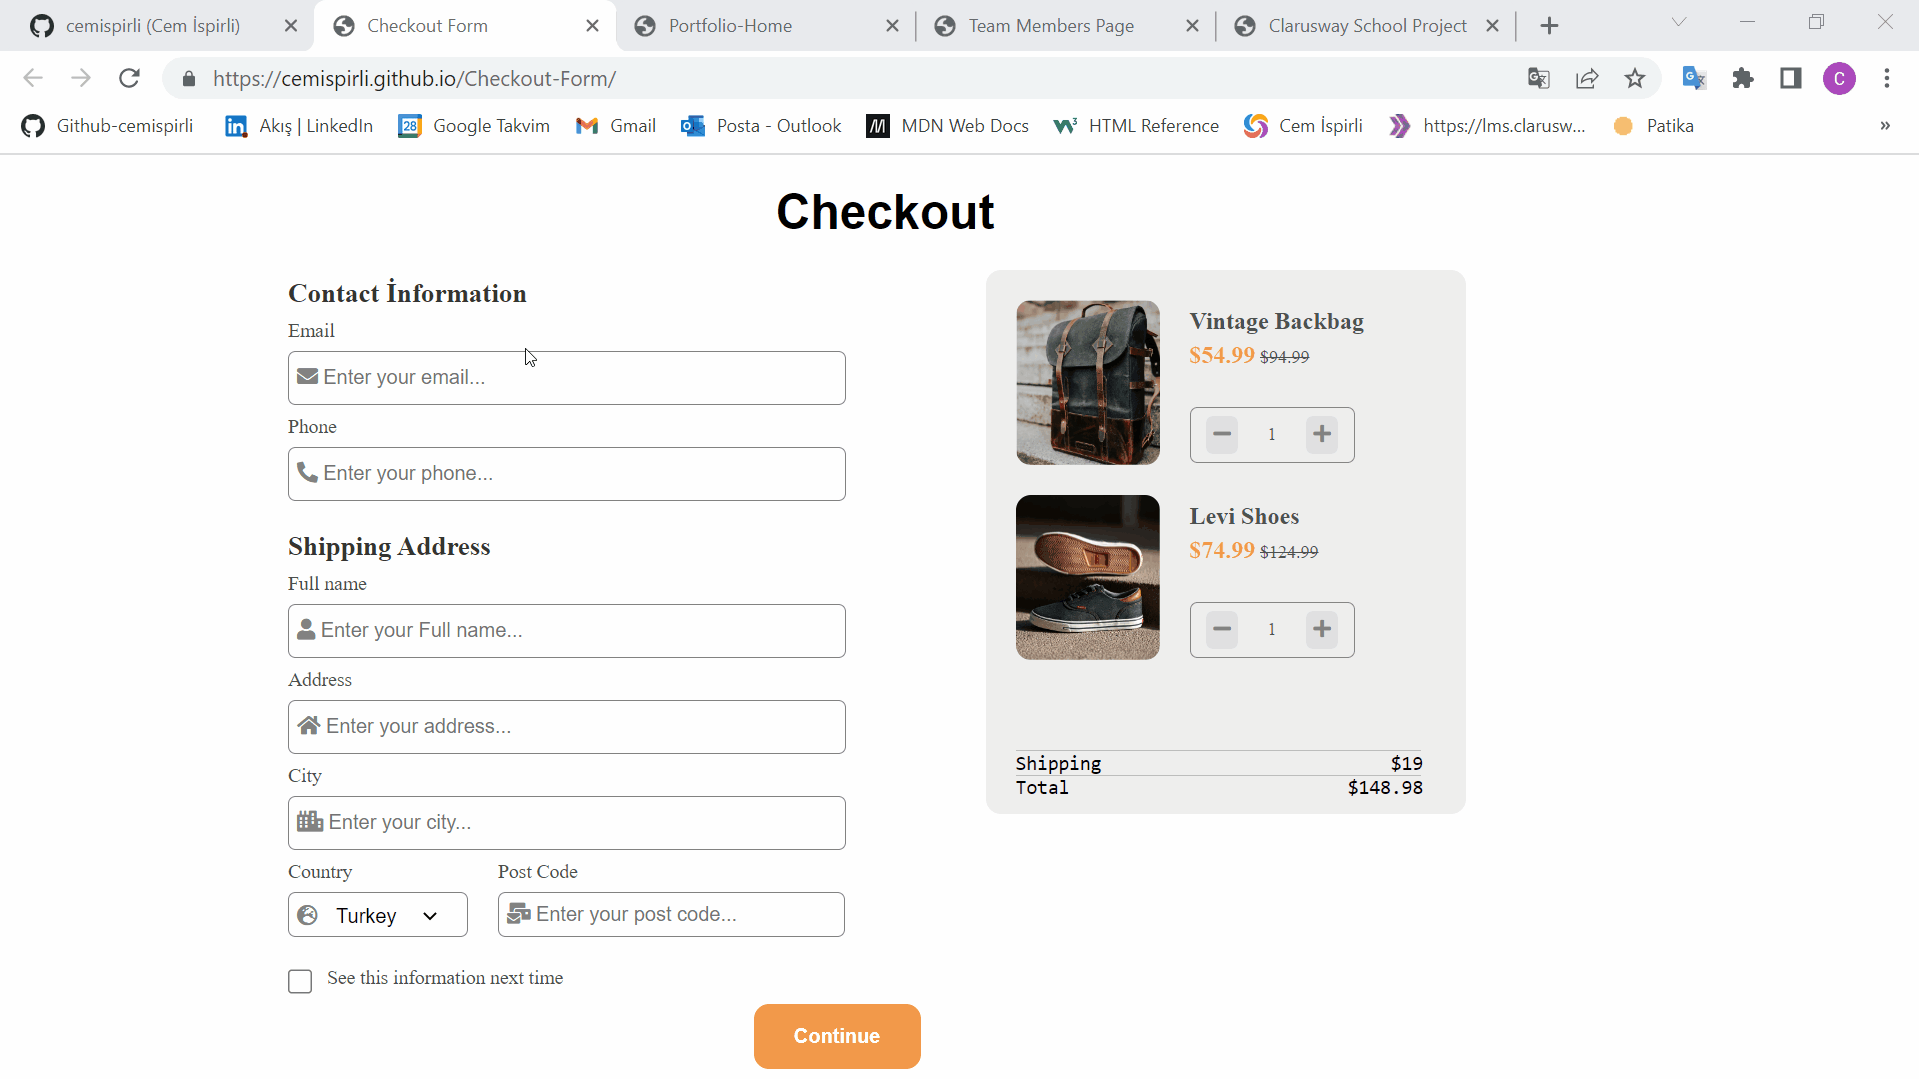 cemispirli (Cem İspirli)
Checkout Form
Portfolio-Home
Team Members Page
Clarusway School Project
https://cemispirli.github.io/Checkout-Form/
C
Github-cemispirli
Akış | LinkedIn
28
Google Takvim
Gmail
Posta - Outlook
MDN Web Docs
HTML Reference
Cem İspirli
https://lms.clarusw...
Patika
»
Checkout
Contact İnformation
Email
Enter your email...
Phone
Enter your phone...
Shipping Address
Full name
Enter your Full name...
Address
Enter your address...
City
Enter your city...
Country
Post Code
Turkey
Enter your post code...
See this information next time
Continue
Vintage Backbag
$54.99 $94.99
1
Levi Shoes
$74.99 $124.99
1
Shipping $19
Total $148.98